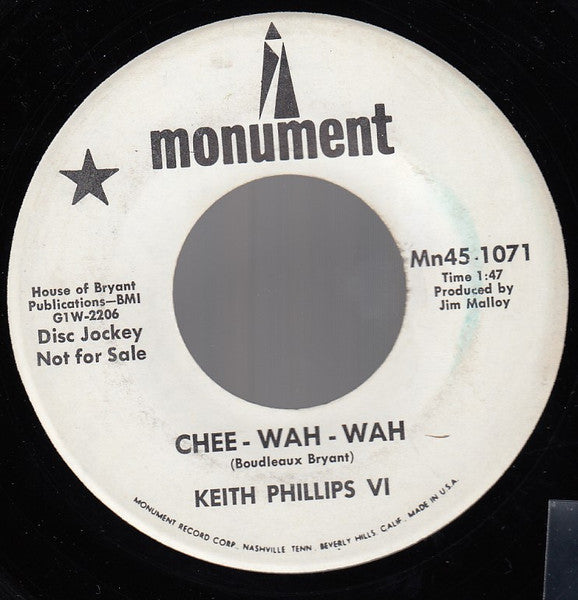 monument
Mn45-1071
Time 1:47
Produced by
Jim Malloy
House of Bryant
Publications—BMI
G1W-2206
Disc Jockey
Not for Sale
CHEE - WAH - WAH
(Boudleaux Bryant)
KEITH PHILLIPS VI
MONUMENT RECORD CORP., NASHVILLE, TENN., BEVERLY HILLS, CALIF. MADE IN U.S.A.